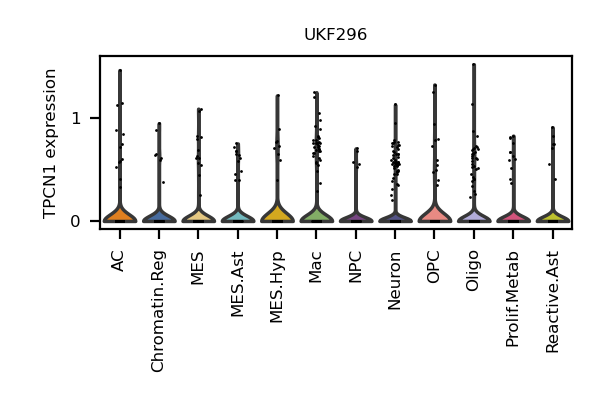 UKF296
TPCN1 expression
1
0
AC
Chromatin.Reg
MES
MES.Ast
MES.Hyp
Mac
NPC
Neuron
OPC
Oligo
Prolif.Metab
Reactive.Ast